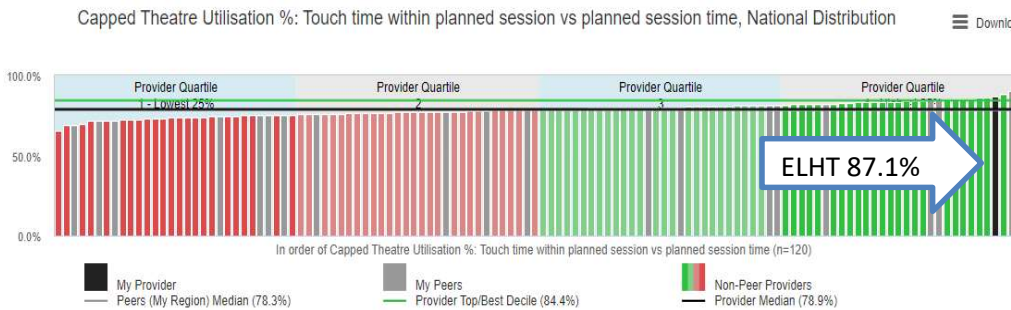 Capped Theatre Utilisation %: Touch time within planned session vs planned session time, National Distribution
Downlo
100.0%
50.0%
0.0%
Provider Quartile
1 - Lowest 25%
Provider Quartile
2
Provider Quartile
3
Provider Quartile
ELHT 87.1%
In order of Capped Theatre Utilisation %: Touch time within planned session vs planned session time (n=120)
My Provider
My Peers
Non-Peer Providers
Peers (My Region) Median (78.3%)
Provider Top/Best Decile (84.4%)
Provider Median (78.9%)